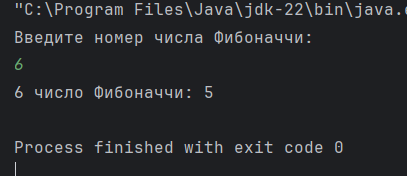 "C:\Program Files\Java\jdk-22\bin\java.
Введите номер числа Фибоначчи:
6
6 число Фибоначчи: 5
Process finished with exit code 0